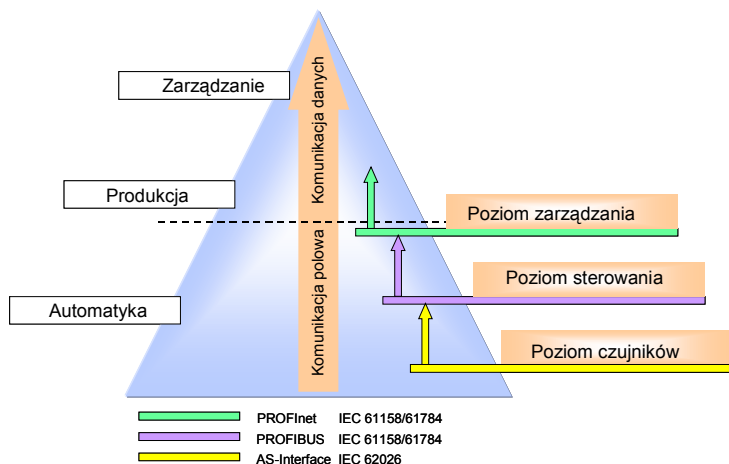 Zarządzanie
Komunikacja danych
Produkcja
Poziom zarządzania
Komunikacja polowa
Poziom sterowania
Automatyka
Poziom czujników
PROFInet IEC 61158/61784
PROFIBUS IEC 61158/61784
AS-Interface IEC 62026